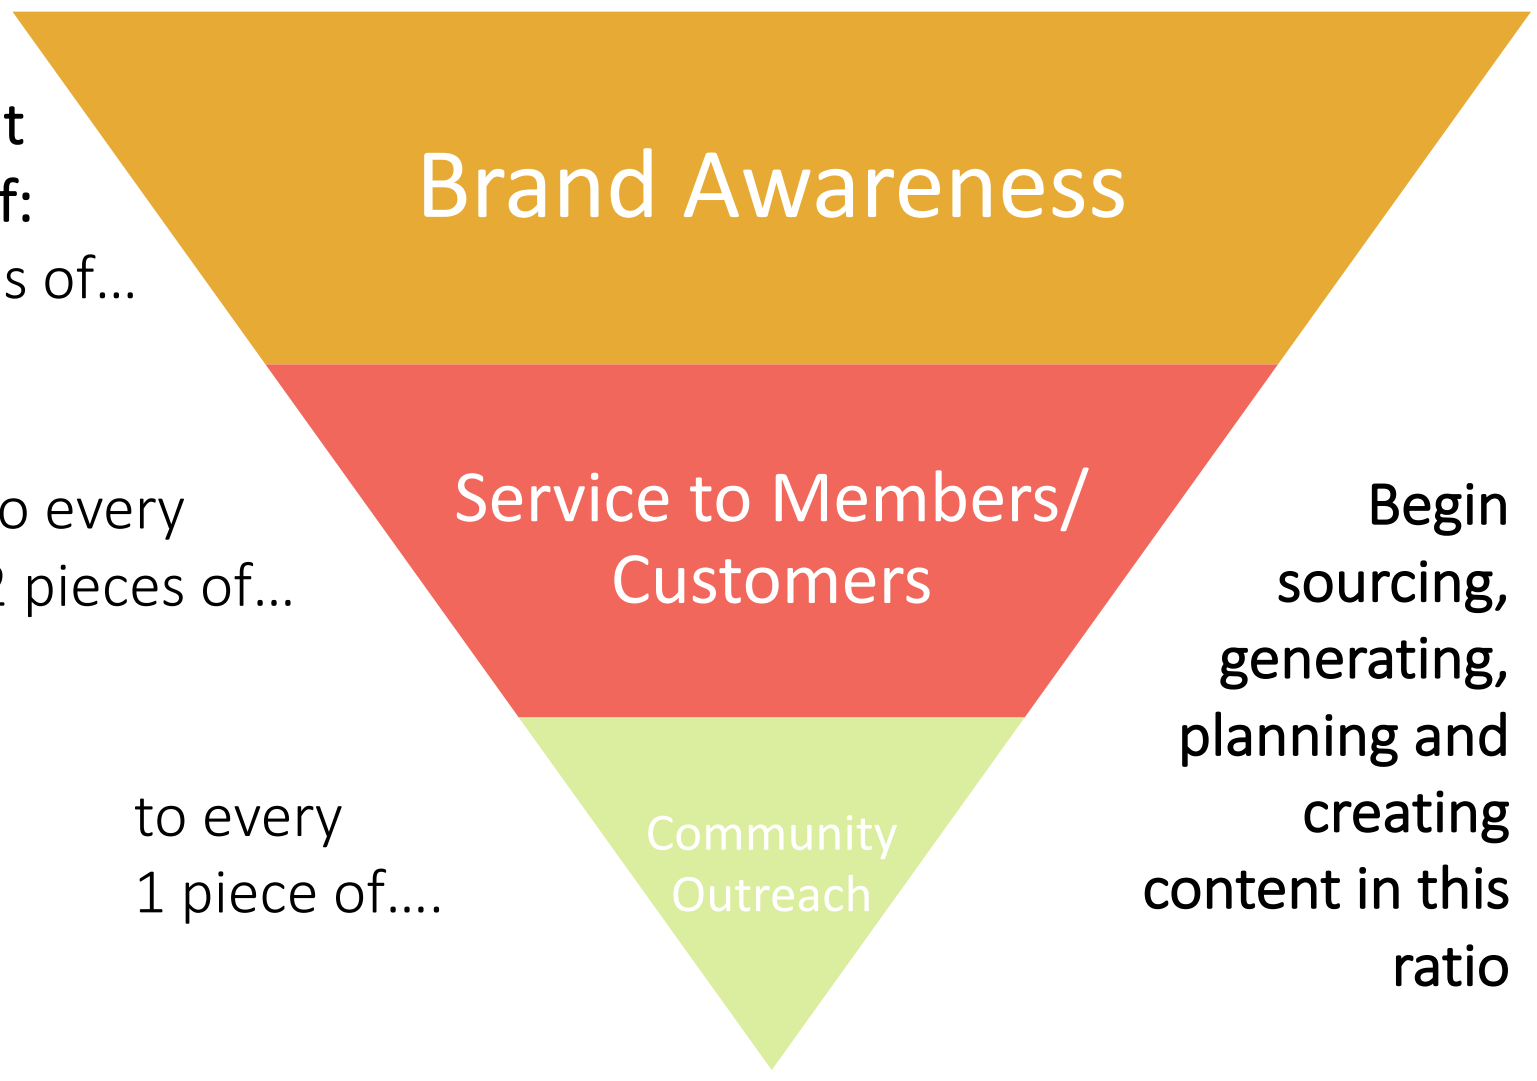 t
f:
s of…
Brand Awareness
o every
2 pieces of…
Service to Members/
Customers
to every
1 piece of….
Community
Outreach
Begin
sourcing,
generating,
planning and
creating
content in this
ratio